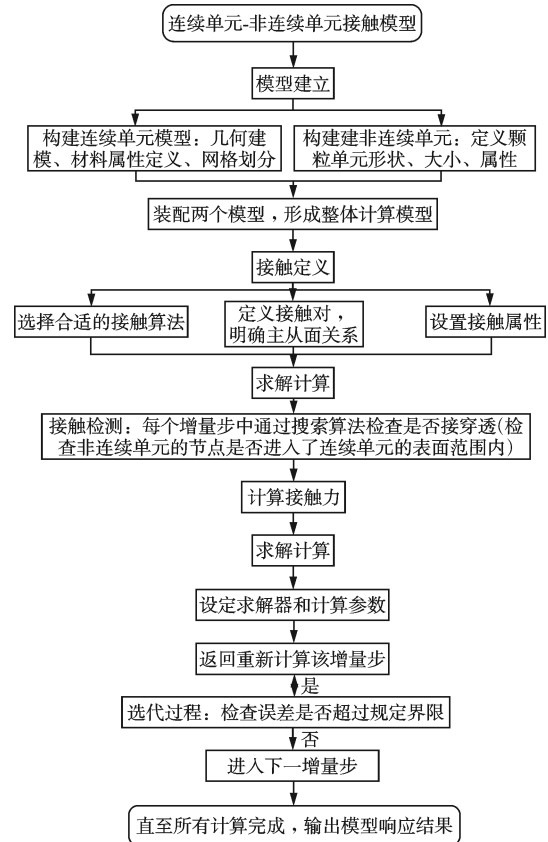 连续单元-非连续单元接触模型
模型建立
构建连续单元模型：几何建
模、材料属性定义、网格划分
构建建非连续单元：定义颗
粒单元形状、大小、属性
装配两个模型，形成整体计算模型
接触定义
选择合适的接触算法
定义接触对，
明确主从面关系
设置接触属性
求解计算
接触检测：每个增量步中通过搜索算法检查是否接穿透(检
查非连续单元的节点是否进入了连续单元的表面范围内)
计算接触力
求解计算
设定求解器和计算参数
返回重新计算该增量步
是
选代过程：检查误差是否超过规定界限
否
进入下一增量步
直至所有计算完成，输出模型响应结果